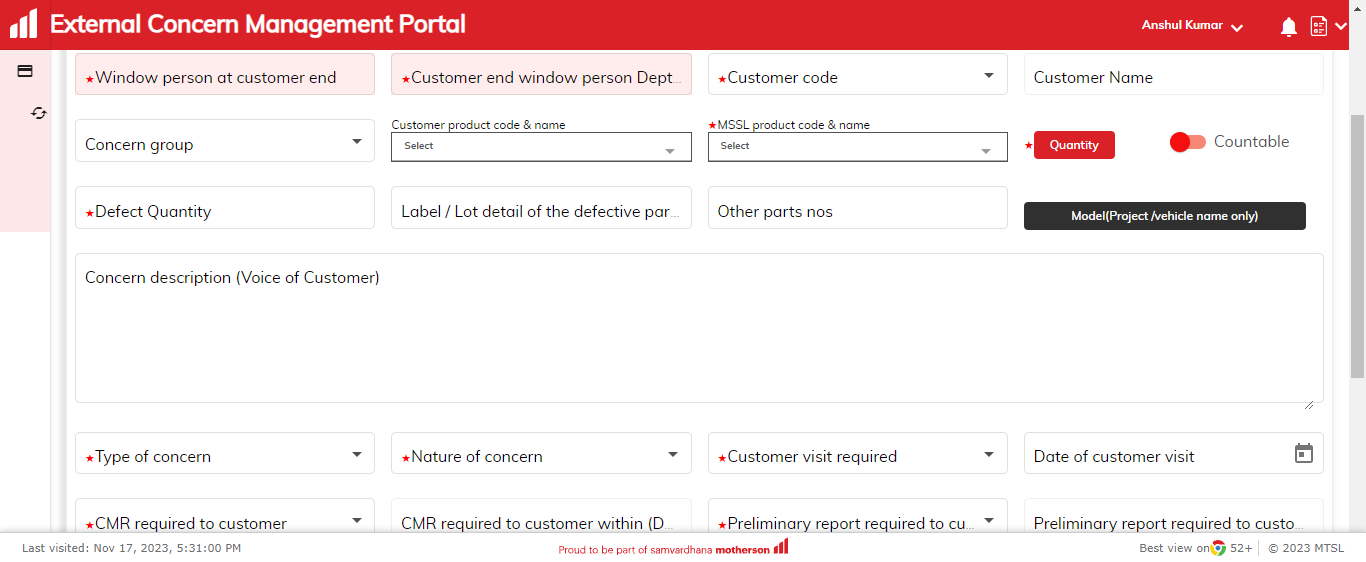 External Concern Management Portal
Anshul Kumar
★Window person at customer end
★Customer end window person Dept...
★Customer code
Customer Name
Concern group
Customer product code & name
Select
★MSSL product code & name
Select
★ Quantity
Countable
★Defect Quantity
Label / Lot detail of the defective par...
Other parts nos
Model(Project /vehicle name only)
Concern description (Voice of Customer)
★Type of concern
★Nature of concern
★Customer visit required
Date of customer visit
★CMR required to customer
CMR required to customer within (D...
★Preliminary report required to cu...
Preliminary report required to custo...
Last visited: Nov 17, 2023, 5:31:00 PM
Proud to be part of samvardhana motherson
Best view on 52+
© 2023 MTSL